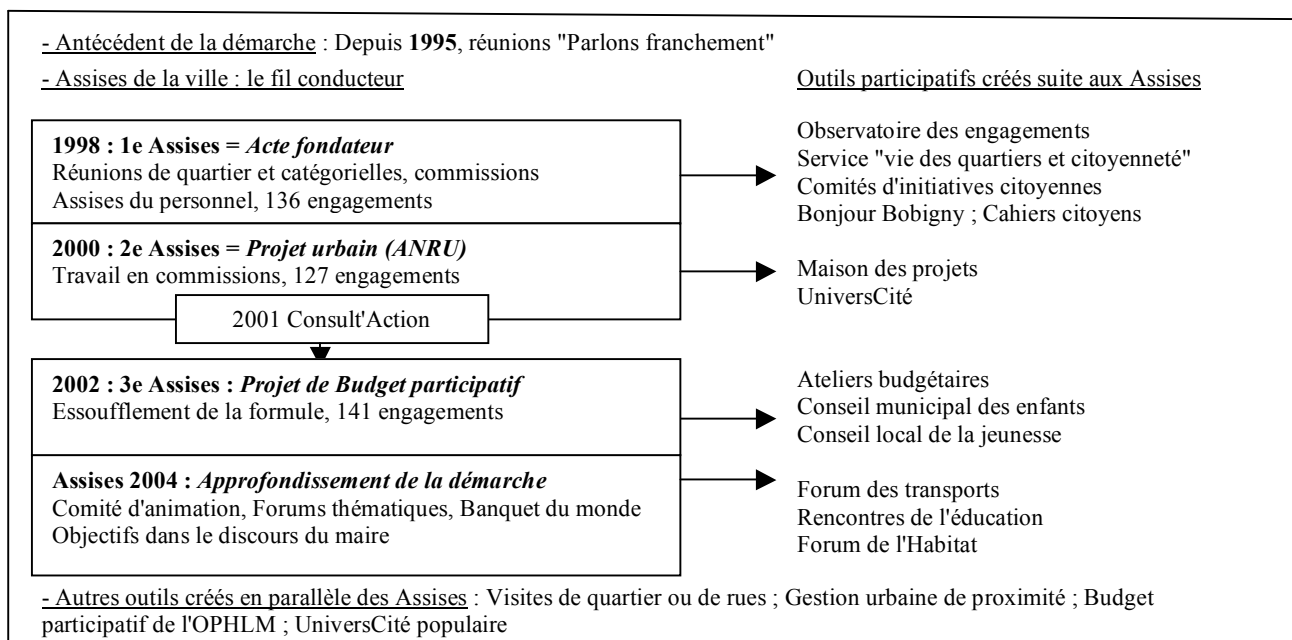 - Antécédent de la démarche : Depuis 1995, réunions "Parlons franchement"
- Assises de la ville : le fil conducteur
Outils participatifs créés suite aux Assises
1998 : 1e Assises = Acte fondateur
Réunions de quartier et catégorielles, commissions
Assises du personnel, 136 engagements
Observatoire des engagements
Service "vie des quartiers et citoyenneté"
Comités d'initiatives citoyennes
Bonjour Bobigny ; Cahiers citoyens
2000 : 2e Assises = Projet urbain (ANRU)
Travail en commissions, 127 engagements
Maison des projets
UniversCité
2001 Consult'Action
2002 : 3e Assises : Projet de Budget participatif
Essoufflement de la formule, 141 engagements
Ateliers budgétaires
Conseil municipal des enfants
Conseil local de la jeunesse
Assises 2004 : Approfondissement de la démarche
Comité d'animation, Forums thématiques, Banquet du monde
Objectifs dans le discours du maire
Forum des transports
Rencontres de l'éducation
Forum de l'Habitat
- Autres outils créés en parallèle des Assises : Visites de quartier ou de rues ; Gestion urbaine de proximité ; Budget
participatif de l'OPHLM ; UniversCité populaire